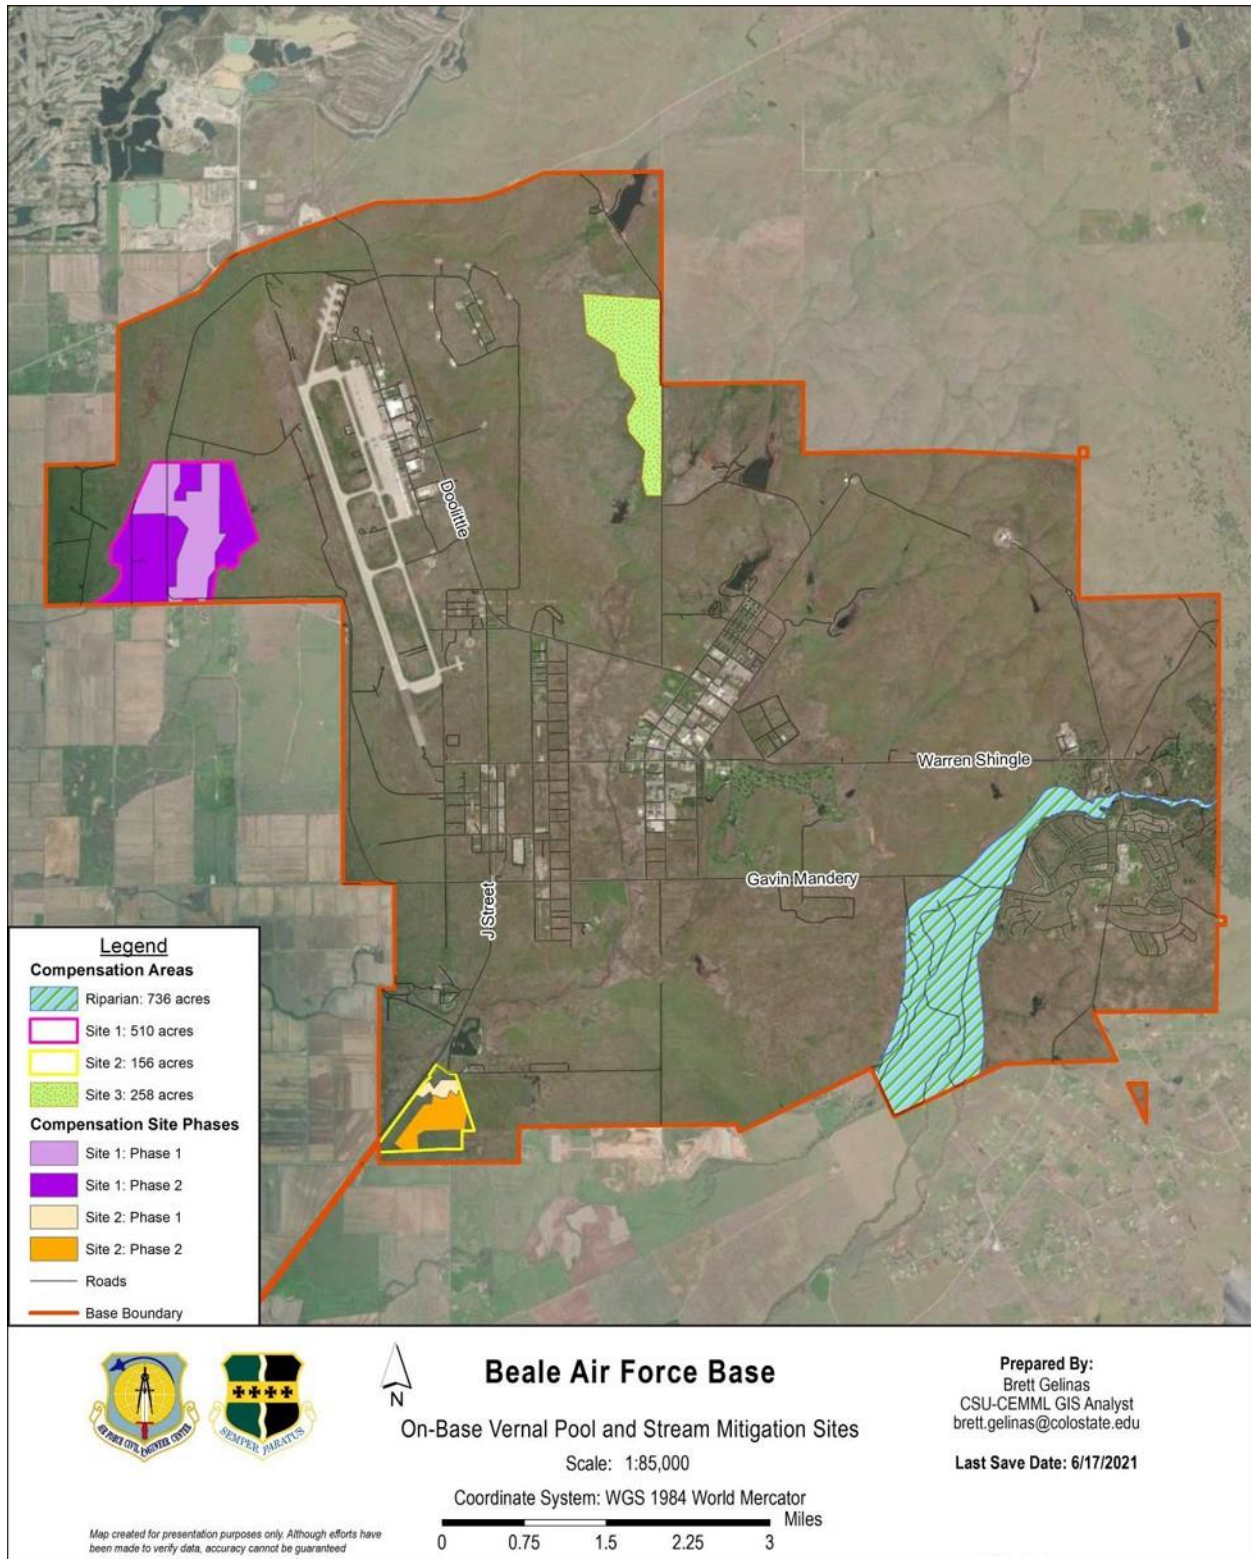 Doolittle
Warren Shingle
Gavin Mandery
J Street
Legend
Compensation Areas
Riparian: 736 acres
Site 1: 510 acres
Site 2: 156 acres
Site 3: 258 acres
Compensation Site Phases
Site 1: Phase 1
Site 1: Phase 2
Site 2: Phase 1
Site 2: Phase 2
Roads
Base Boundary
AIR FORCE CIVIL ENGINEER CENTER
SEMPER PARATUS
N
Beale Air Force Base
On-Base Vernal Pool and Stream Mitigation Sites
Scale: 1:85,000
Coordinate System: WGS 1984 World Mercator
Miles
0 0.75 1.5 2.25 3
Prepared By:
Brett Gelinas
CSU-CEMML GIS Analyst
brett.gelinas@colostate.edu
Last Save Date: 6/17/2021
Map created for presentation purposes only. Although efforts have
been made to verify data, accuracy cannot be guaranteed